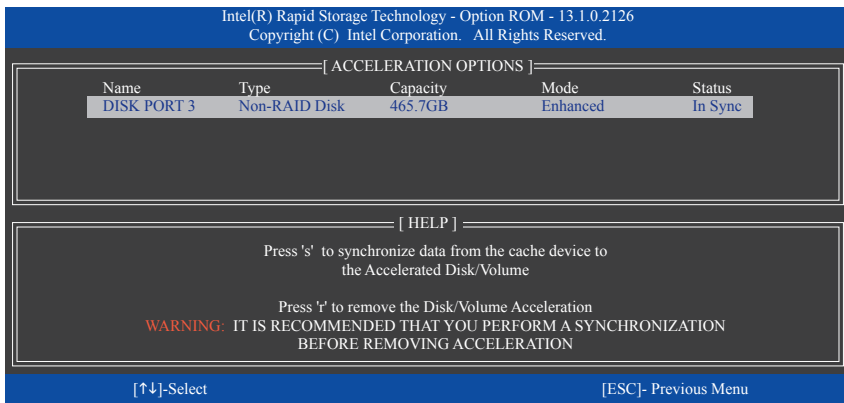 Intel(R) Rapid Storage Technology - Option ROM - 13.1.0.2126
Copyright (C) Intel Corporation. All Rights Reserved.
[ ACCELERATION OPTIONS ]
Name Type Capacity Mode Status
DISK PORT 3 Non-RAID Disk 465.7GB Enhanced In Sync
[ HELP ]
Press 's' to synchronize data from the cache device to
the Accelerated Disk/Volume
Press 'r' to remove the Disk/Volume Acceleration
WARNING: IT IS RECOMMENDED THAT YOU PERFORM A SYNCHRONIZATION
BEFORE REMOVING ACCELERATION
[↑↓]-Select [ESC]- Previous Menu